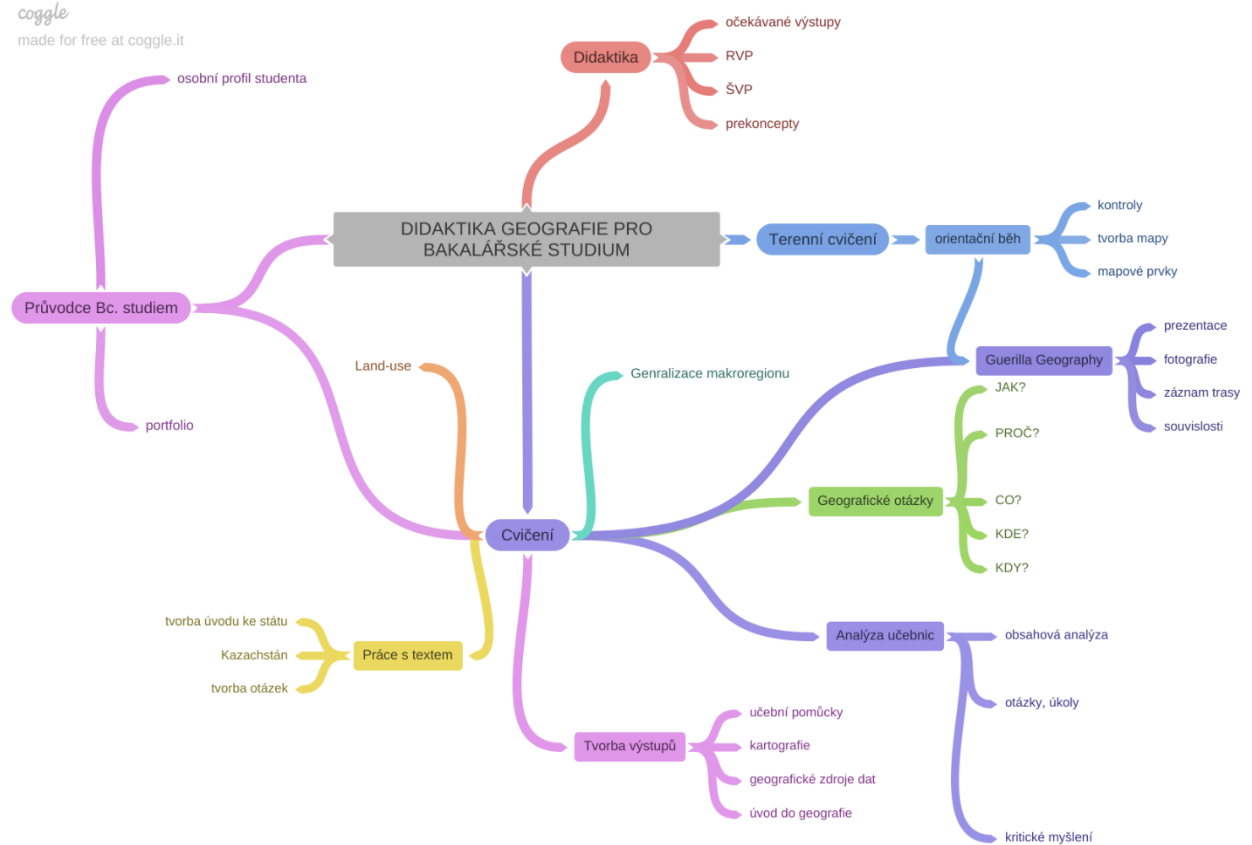 coggle
made for free at coggle.it
osobní profil studenta
Didaktika
očekávané výstupy
RVP
ŠVP
prekoncepty
DIDAKTIKA GEOGRAFIE PRO
BAKALÁŘSKÉ STUDIUM
Terenní cvičení
orientační běh
kontroly
tvorba mapy
mapové prvky
Průvodce Bc. studiem
portfolio
Land-use
Genralizace makroregionu
Guerilla Geography
prezentace
fotografie
záznam trasy
souvislosti
Geografické otázky
JAK?
PROČ?
CO?
KDE?
KDY?
Cvičení
Práce s textem
tvorba úvodu ke státu
Kazachstán
tvorba otázek
Analýza učebnic
obsahová analýza
otázky, úkoly
kritické myšlení
Tvorba výstupů
učební pomůcky
kartografie
geografické zdroje dat
úvod do geografie